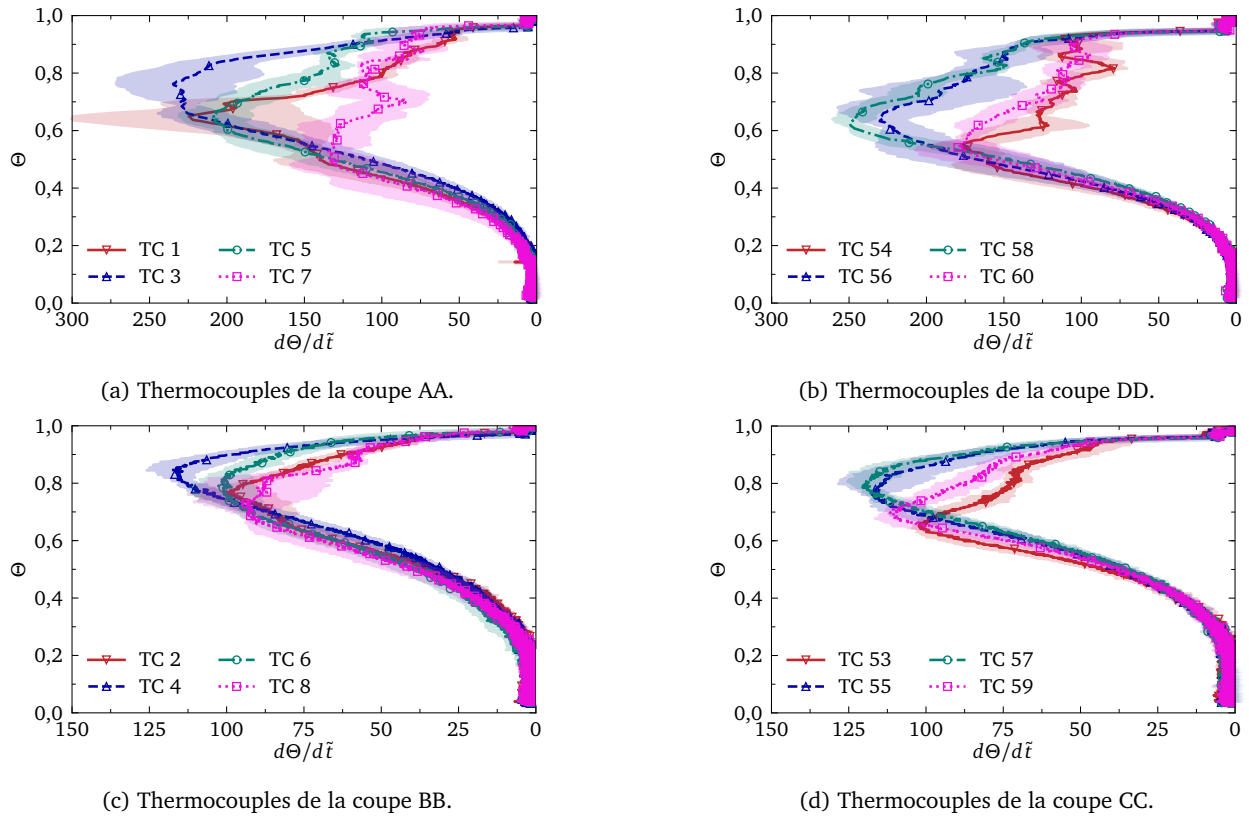 1,0
0,8
0,6
0,4
0,2
0,0
Θ
TC 1
TC 5
TC 3
TC 7
300 250 200 150 100 50 0
dΘ/dt̃
(a) Thermocouples de la coupe AA.
1,0
0,8
0,6
0,4
0,2
0,0
Θ
TC 54
TC 58
TC 56
TC 60
300 250 200 150 100 50 0
dΘ/dt̃
(b) Thermocouples de la coupe DD.
1,0
0,8
0,6
0,4
0,2
0,0
Θ
TC 2
TC 6
TC 4
TC 8
150 125 100 75 50 25 0
dΘ/dt̃
(c) Thermocouples de la coupe BB.
1,0
0,8
0,6
0,4
0,2
0,0
Θ
TC 53
TC 57
TC 55
TC 59
150 125 100 75 50 25 0
dΘ/dt̃
(d) Thermocouples de la coupe CC.